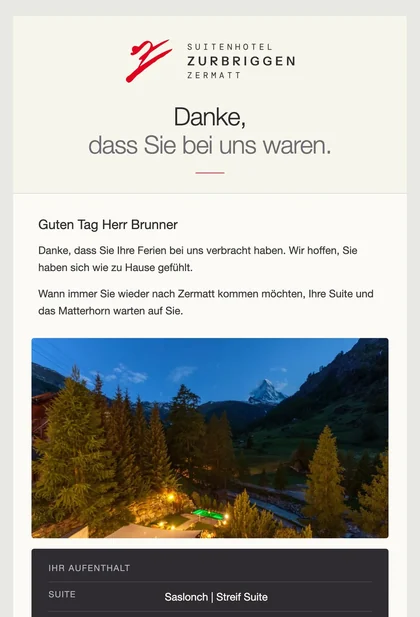 SUITENHOTEL
ZURBRIGGEN
ZERMATT
Danke,
dass Sie bei uns waren.
Guten Tag Herr Brunner
Danke, dass Sie Ihre Ferien bei uns verbracht haben. Wir hoffen, Sie
haben sich wie zu Hause gefühlt.
Wann immer Sie wieder nach Zermatt kommen möchten, Ihre Suite und
das Matterhorn warten auf Sie.
IHR AUFENTHALT
SUITE Saslonch | Streif Suite